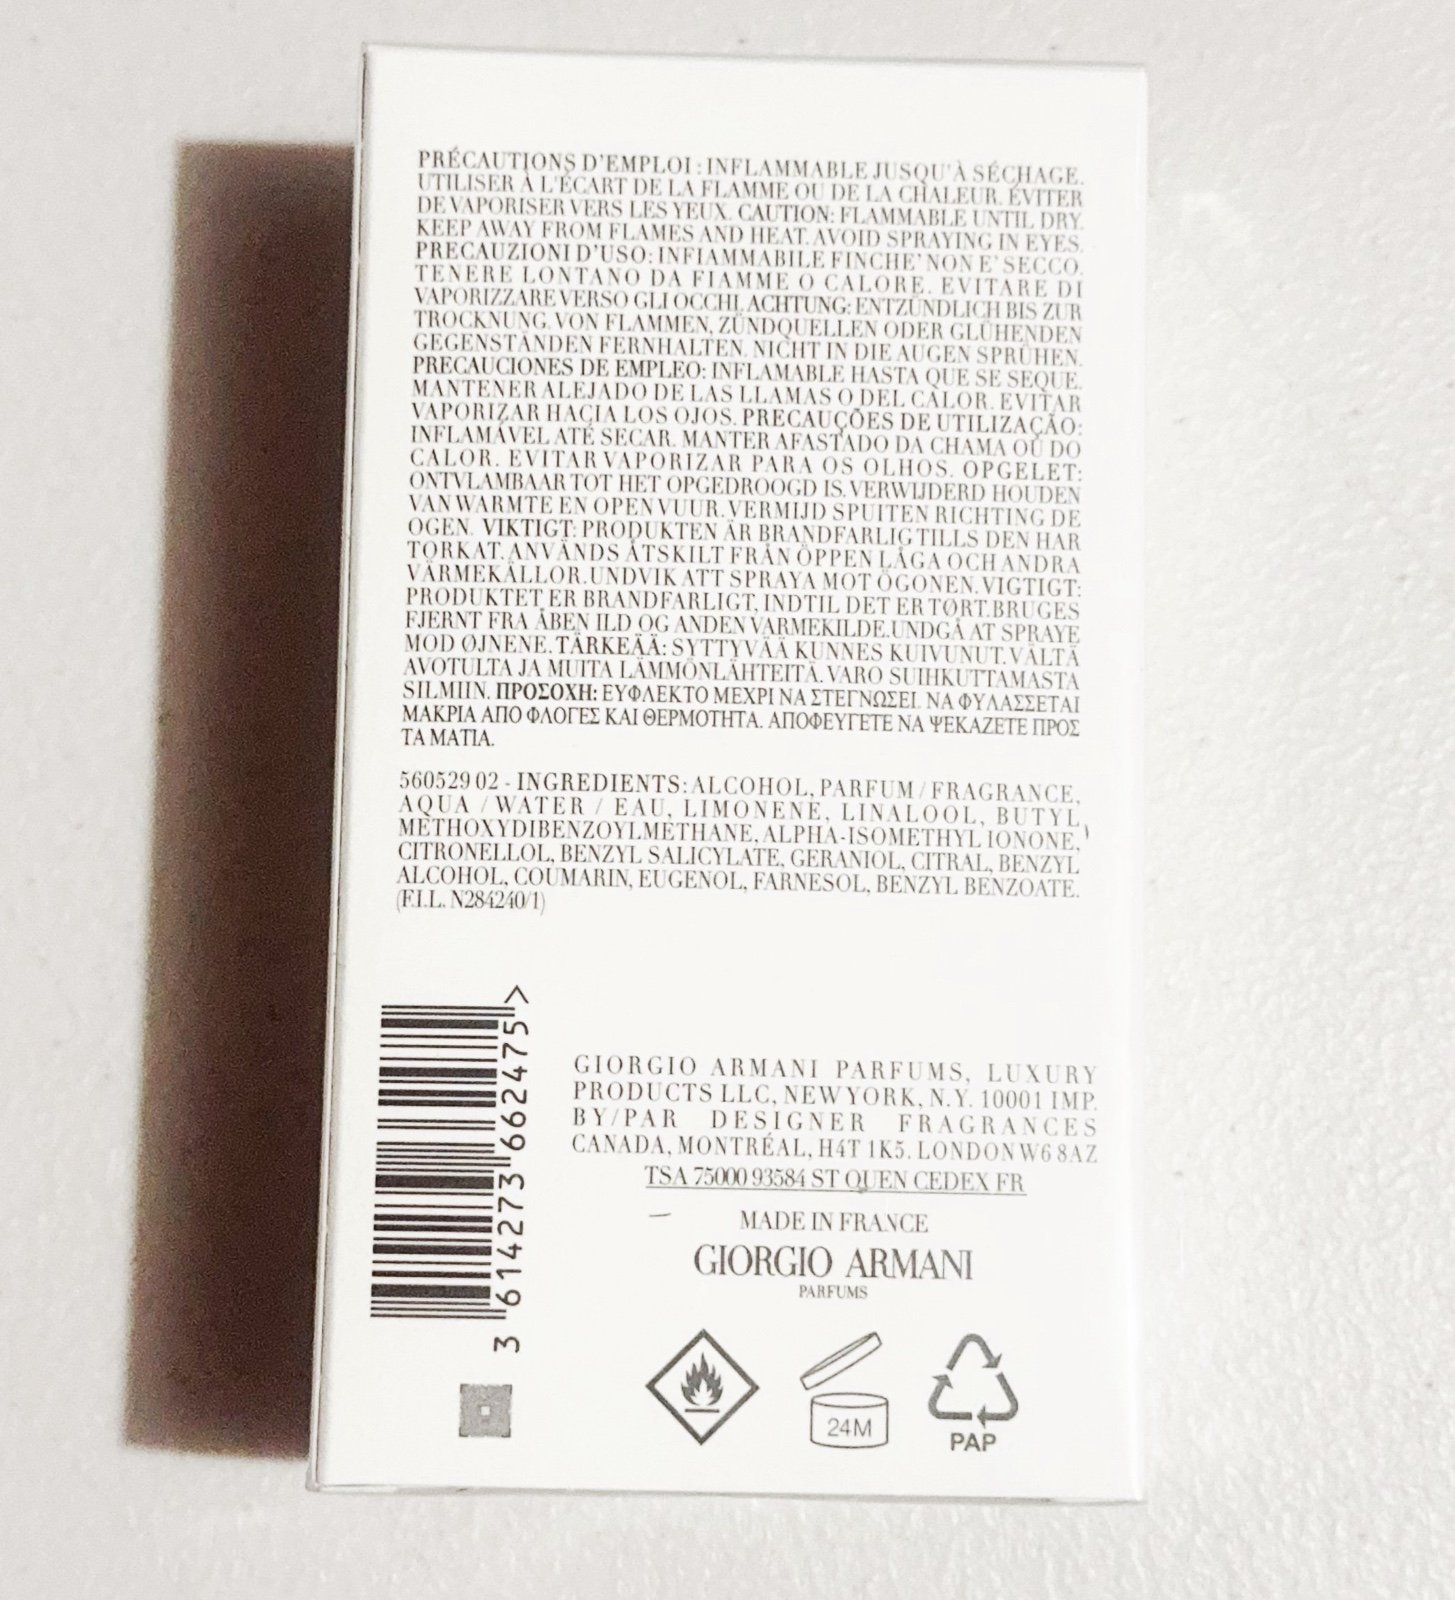 PRÉCAUTIONS D'EMPLOI : INFLAMMABLE JUSQU'À SÉCHAGE.
UTILISER À L'ÉCART DE LA FLAMME OU DE LA CHALEUR. ÉVITER
DE VAPORISER VERS LES YEUX. CAUTION: FLAMMABLE UNTIL DRY.
KEEP AWAY FROM FLAMES AND HEAT. AVOID SPRAYING IN EYES.
PRECAUZIONI D'USO: INFIAMMABILE FINCHE' NON E' SECCO.
TENERE LONTANO DA FIAMME O CALORE. EVITARE DI
VAPORIZZARE VERSO GLI OCCHI. ACHTUNG: ENTZÜNDLICH BIS ZUR
TROCKNUNG. VON FLAMMEN, ZÜNDQUELLEN ODER GLÜHENDEN
GEGENSTÄNDEN FERNHALTEN. NICHT IN DIE AUGEN SPRÜHEN.
PRECAUCIONES DE EMPLEO: INFLAMABLE HASTA QUE SE SEQUE.
MANTENER ALEJADO DE LAS LLAMAS O DEL CALOR. EVITAR
VAPORIZAR HACIA LOS OJOS. PRECAUÇÕES DE UTILIZAÇÃO:
INFLAMÁVEL ATÉ SECAR. MANTER AFASTADO DA CHAMA OU DO
CALOR. EVITAR VAPORIZAR PARA OS OLHOS. OPGELET:
ONTVLAMBAAR TOT HET OPGEDROOGD IS. VERWIJDERD HOUDEN
VAN WARMTE EN OPEN VUUR. VERMIJD SPUITEN RICHTING DE
OGEN. VIKTIGT: PRODUKTEN ÄR BRANDFARLIG TILLS DEN HAR
TORKAT. ANVÄNDS ÅTSKILT FRÅN ÖPPEN LÅGA OCH ANDRA
VÄRMEKÄLLOR. UNDVIK ATT SPRAYA MOT ÖGONEN. VIGTIGT:
PRODUKTET ER BRANDFARLIGT, INDTIL DET ER TØRT. BRUGES
FJERNT FRA ÅBEN ILD OG ANDEN VARMEKILDE. UNDGÅ AT SPRAYE
MOD ØJNENE. TÄRKEÄÄ: SYTTYVÄÄ KUNNES KUIVUNUT. VÄLTÄ
AVOTULTA JA MUITA LÄMMÖNLÄHTEITÄ. VARO SUIHKUTTAMASTA
SILMIIN. ΠΡΟΣΟΧΗ: ΕΥΦΛΕΚΤΟ ΜΕΧΡΙ ΝΑ ΣΤΕΓΝΩΣΕΙ. ΝΑ ΦΥΛΑΣΣΕΤΑΙ
ΜΑΚΡΙΑ ΑΠΟ ΦΛΟΓΕΣ ΚΑΙ ΘΕΡΜΟΤΗΤΑ. ΑΠΟΦΕΥΓΕΤΕ ΝΑ ΨΕΚΑΖΕΤΕ ΠΡΟΣ
ΤΑ ΜΑΤΙΑ.
56052902 - INGREDIENTS: ALCOHOL, PARFUM / FRAGRANCE,
AQUA / WATER / EAU, LIMONENE, LINALOOL, BUTYL
METHOXYDIBENZOYLMETHANE, ALPHA-ISOMETHYL IONONE,
CITRONELLOL, BENZYL SALICYLATE, GERANIOL, CITRAL, BENZYL
ALCOHOL, COUMARIN, EUGENOL, FARNESOL, BENZYL BENZOATE.
(F.I.L. N284240/1)
3 614273 662475 >
GIORGIO ARMANI PARFUMS, LUXURY
PRODUCTS LLC, NEW YORK, N.Y. 10001 IMP.
BY/PAR DESIGNER FRAGRANCES
CANADA, MONTRÉAL, H4T 1K5. LONDON W6 8AZ
TSA 75000 93584 ST QUEN CEDEX FR
MADE IN FRANCE
GIORGIO ARMANI
PARFUMS
24M
PAP